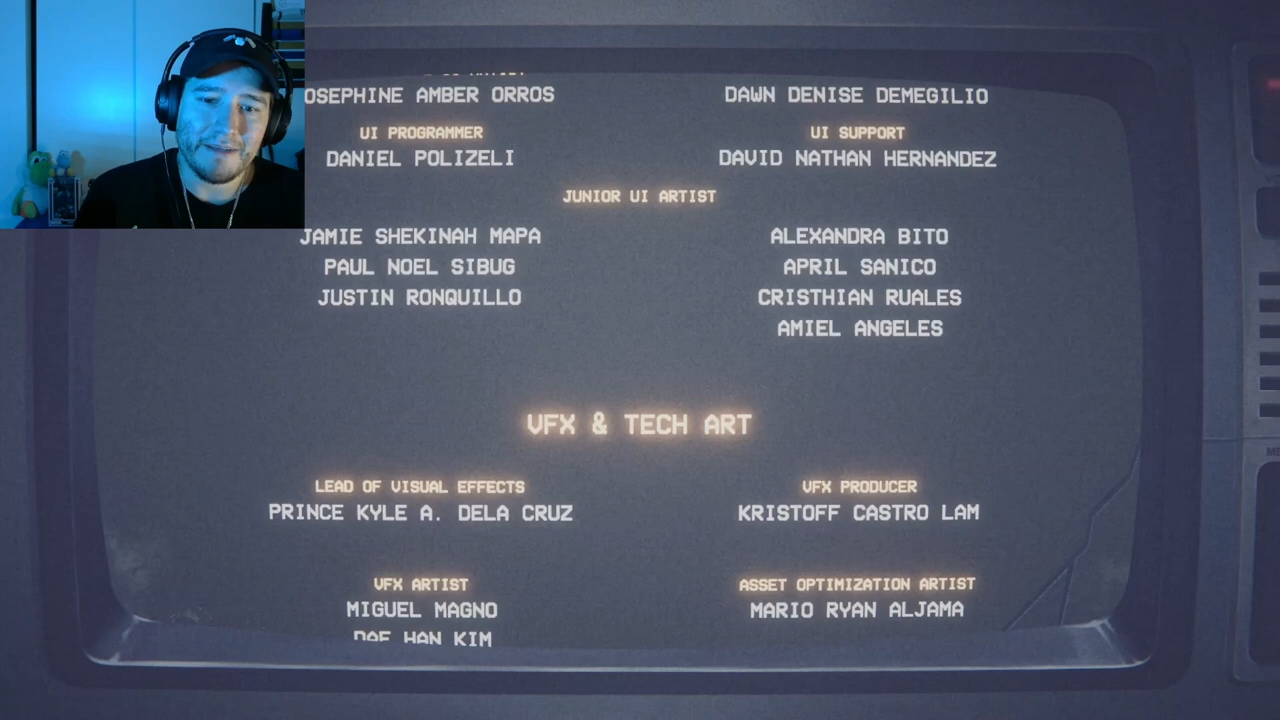 OSEPHINE AMBER ORROS DAWN DENISE DEMEGILIO
UI PROGRAMMER UI SUPPORT
DANIEL POLIZELI DAVID NATHAN HERNANDEZ
JUNIOR UI ARTIST
JAMIE SHEKINAH MAPA ALEXANDRA BITO
PAUL NOEL SIBUG APRIL SANICO
JUSTIN RONQUILLO CRISTHIAN RUALES
AMIEL ANGELES
VFX & TECH ART
LEAD OF VISUAL EFFECTS VFX PRODUCER
PRINCE KYLE A. DELA CRUZ KRISTOFF CASTRO LAM
VFX ARTIST ASSET OPTIMIZATION ARTIST
MIGUEL MAGNO MARIO RYAN ALJAMA
DAE HAN KIM